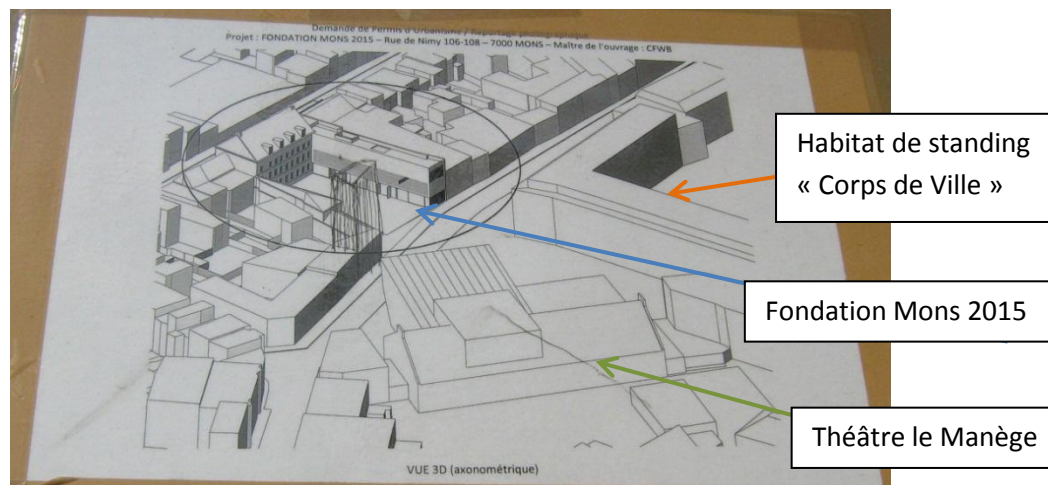 Demande de Permis d'Urbanisme / Reportage photographique
Projet : FONDATION MONS 2015 – Rue de Nimy 106-108 – 7000 MONS – Maître de l'ouvrage : CFWB
Habitat de standing
« Corps de Ville »
Fondation Mons 2015
Théâtre le Manège
VUE 3D (axonométrique)